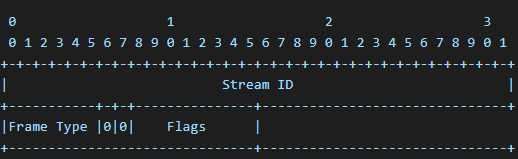 0                   1                   2                   3
 0 1 2 3 4 5 6 7 8 9 0 1 2 3 4 5 6 7 8 9 0 1 2 3 4 5 6 7 8 9 0 1
+-+-+-+-+-+-+-+-+-+-+-+-+-+-+-+-+-+-+-+-+-+-+-+-+-+-+-+-+-+-+-+-+
|                           Stream ID                           |
+-----------+-+-+---------------+-------------------------------+
|Frame Type |0|0|    Flags      |
+-------------------------------+-------------------------------+